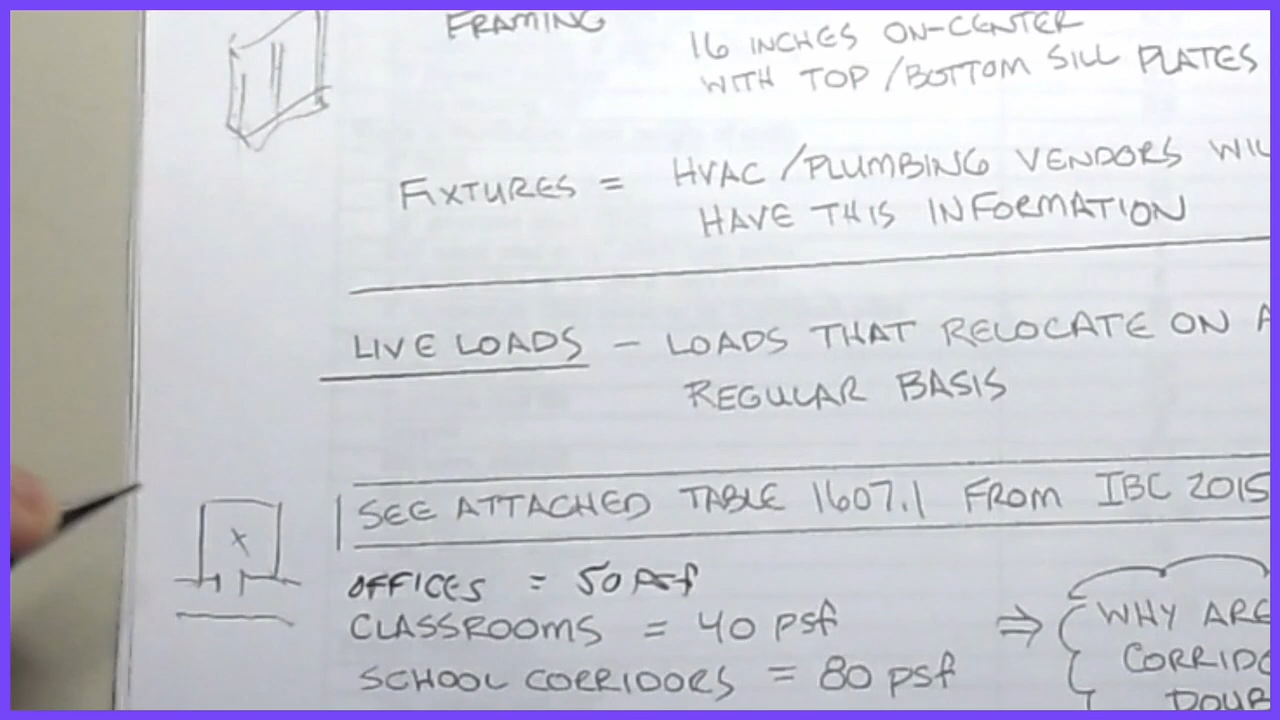 FRAMING
16 INCHES ON-CENTER
WITH TOP/BOTTOM SILL PLATES
FIXTURES = HVAC/PLUMBING VENDORS
HAVE THIS INFORMATION
LIVE LOADS - LOADS THAT RELOCATE ON A
REGULAR BASIS
SEE ATTACHED TABLE 1607.1 FROM IBC 2015
OFFICES = 50 psf
CLASSROOMS = 40 psf
⇒ WHY ARE
SCHOOL CORRIDORS = 80 psf